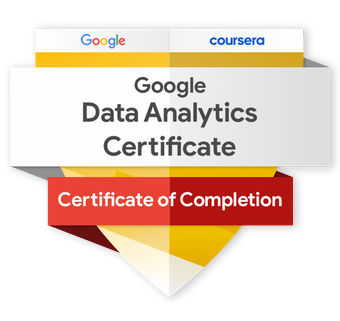 Google coursera
Google
Data Analytics
Certificate
Certificate of Completion